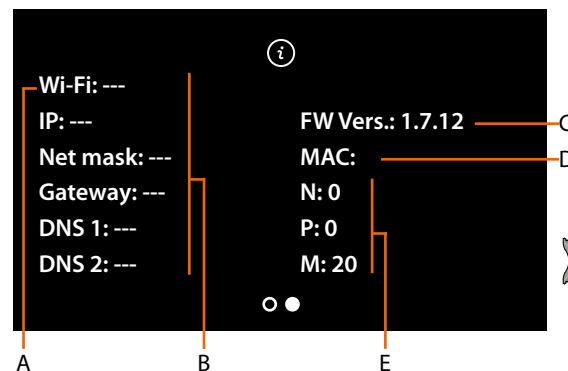 i
Wi-Fi: ---
IP: ---
Net mask: ---
Gateway: ---
DNS 1: ---
DNS 2: ---
FW Vers.: 1.7.12
MAC:
N: 0
P: 0
M: 20
C
D
A
B
E